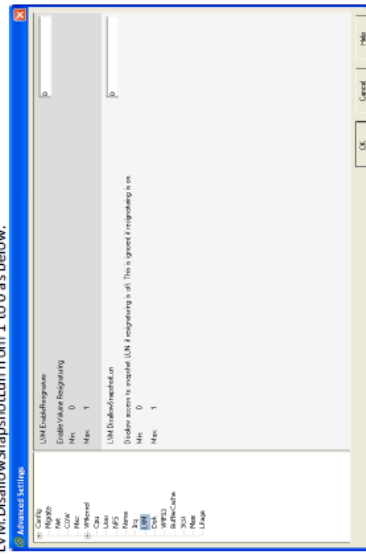 LVM.DisallowSnapshotLun from 1 to 0 as below.
Advanced Settings
Config
Migrate
Net
COW
Misc
VMkernel
Cpu
User
NFS
Numa
Irq
LVM
Disk
VMFS3
BufferCache
SCSI
Mem
LPage
LVM.EnableResignature
0
Enable Volume Resignaturing
Min: 0
Max: 1
LVM.DisallowSnapshotLun
0
Disallow access to snapshot LUN if resignaturing is off. This is ignored if resignaturing is on.
Min: 0
Max: 1
OK
Cancel
Help